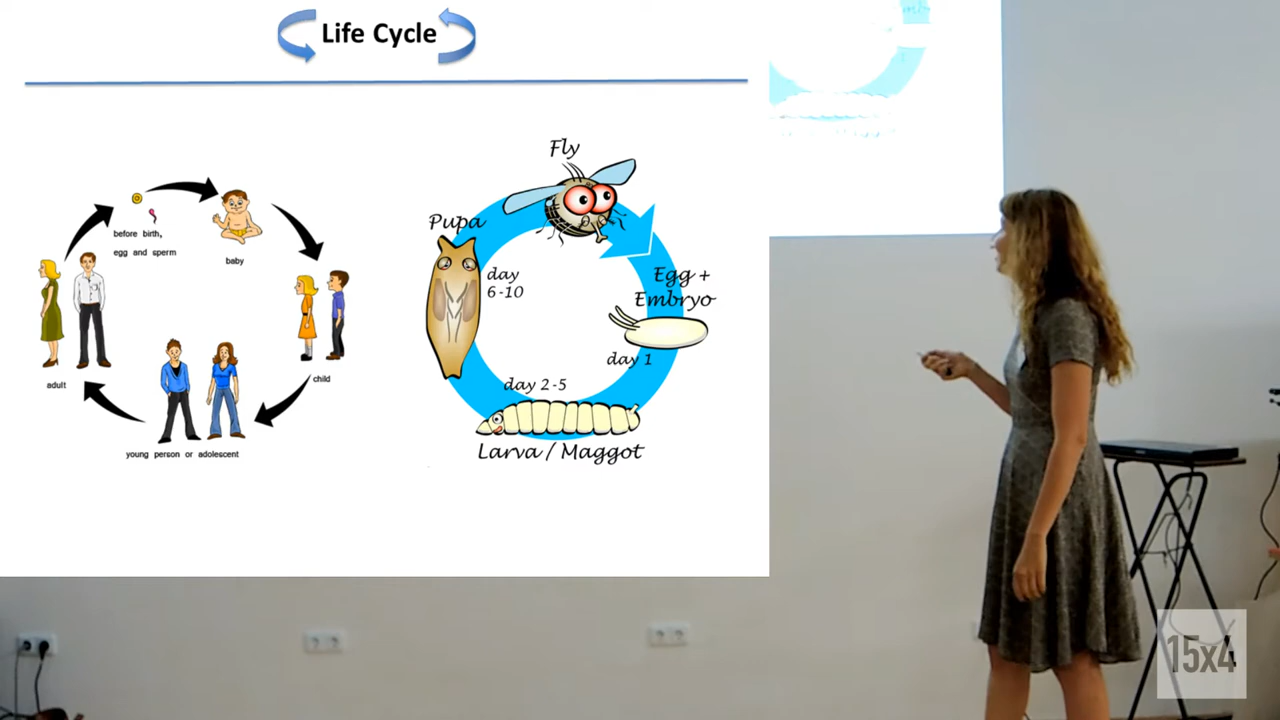 Life Cycle
before birth,
egg and sperm
baby
child
young person or adolescent
adult
Fly
Egg +
Embryo
day 1
day 2-5
Larva / Maggot
Pupa
day
6-10
15x4